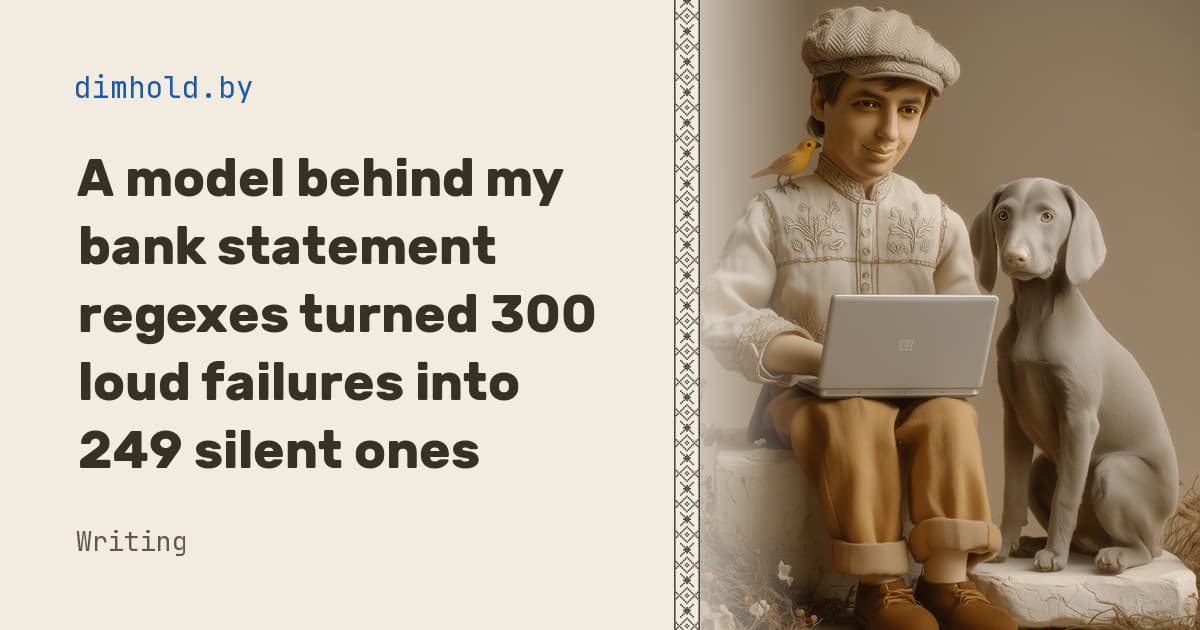 dimhold.by
A model behind my
bank statement
regexes turned 300
loud failures into
249 silent ones
Writing